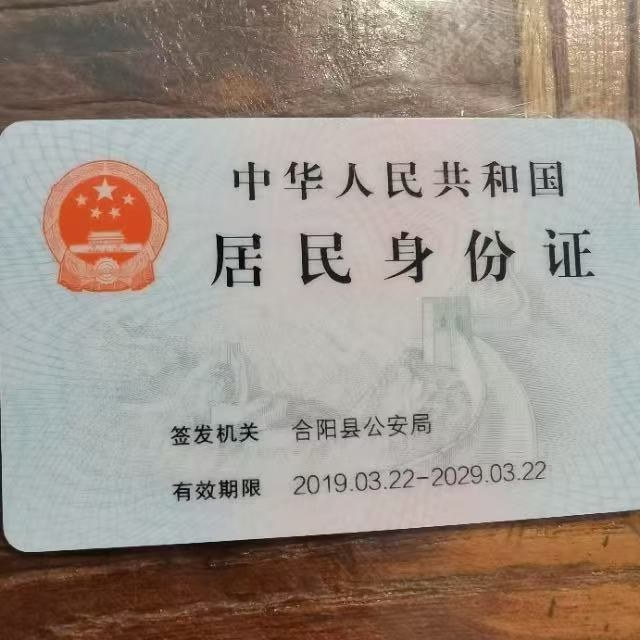 中华人民共和国
居民身份证
签发机关 合阳县公安局
有效期限 2019.03.22-2029.03.22